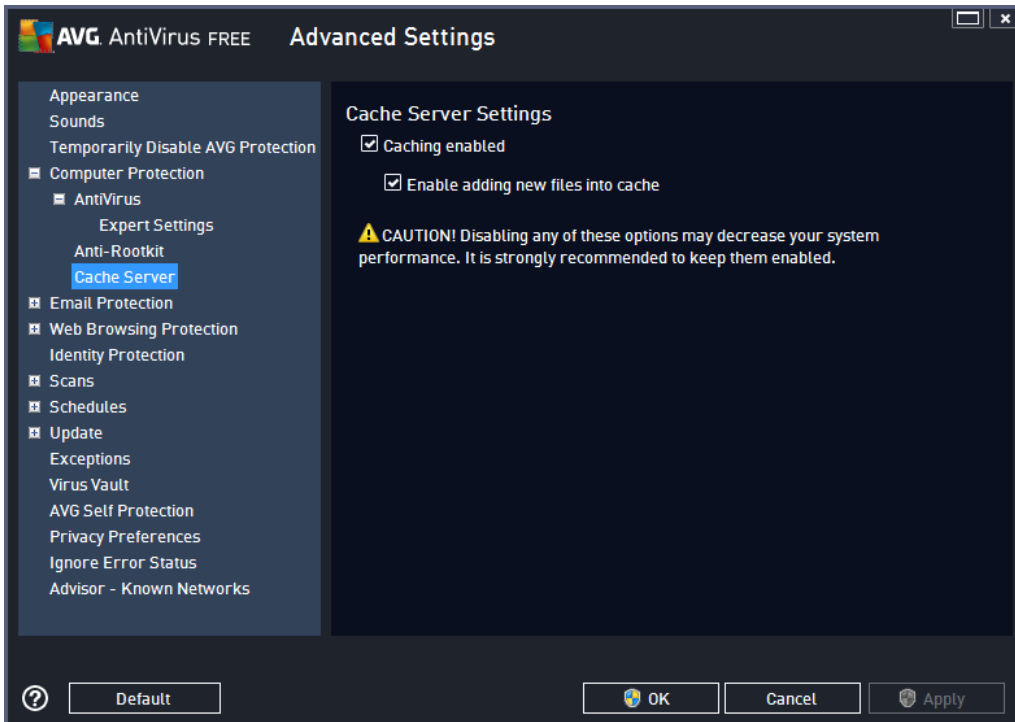 AVG. AntiVirus FREE Advanced Settings
Appearance
Sounds
Temporarily Disable AVG Protection
Computer Protection
AntiVirus
Expert Settings
Anti-Rootkit
Cache Server
Email Protection
Web Browsing Protection
Identity Protection
Scans
Schedules
Update
Exceptions
Virus Vault
AVG Self Protection
Privacy Preferences
Ignore Error Status
Advisor - Known Networks
Cache Server Settings
Caching enabled
Enable adding new files into cache
CAUTION! Disabling any of these options may decrease your system
performance. It is strongly recommended to keep them enabled.
Default
OK
Cancel
Apply